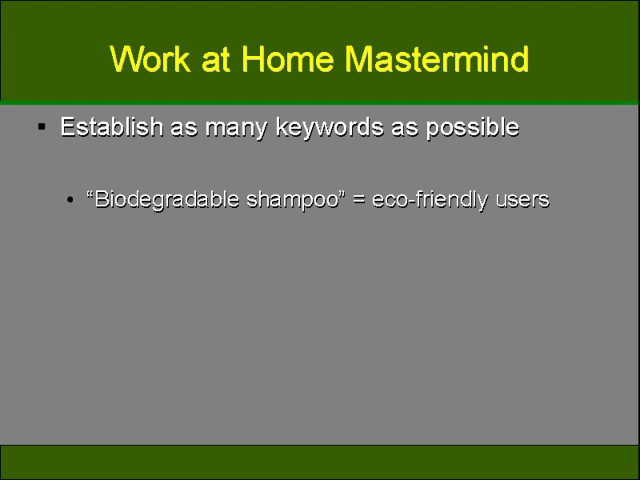 Work at Home Mastermind
▪ Establish as many keywords as possible
• “Biodegradable shampoo” = eco-friendly users